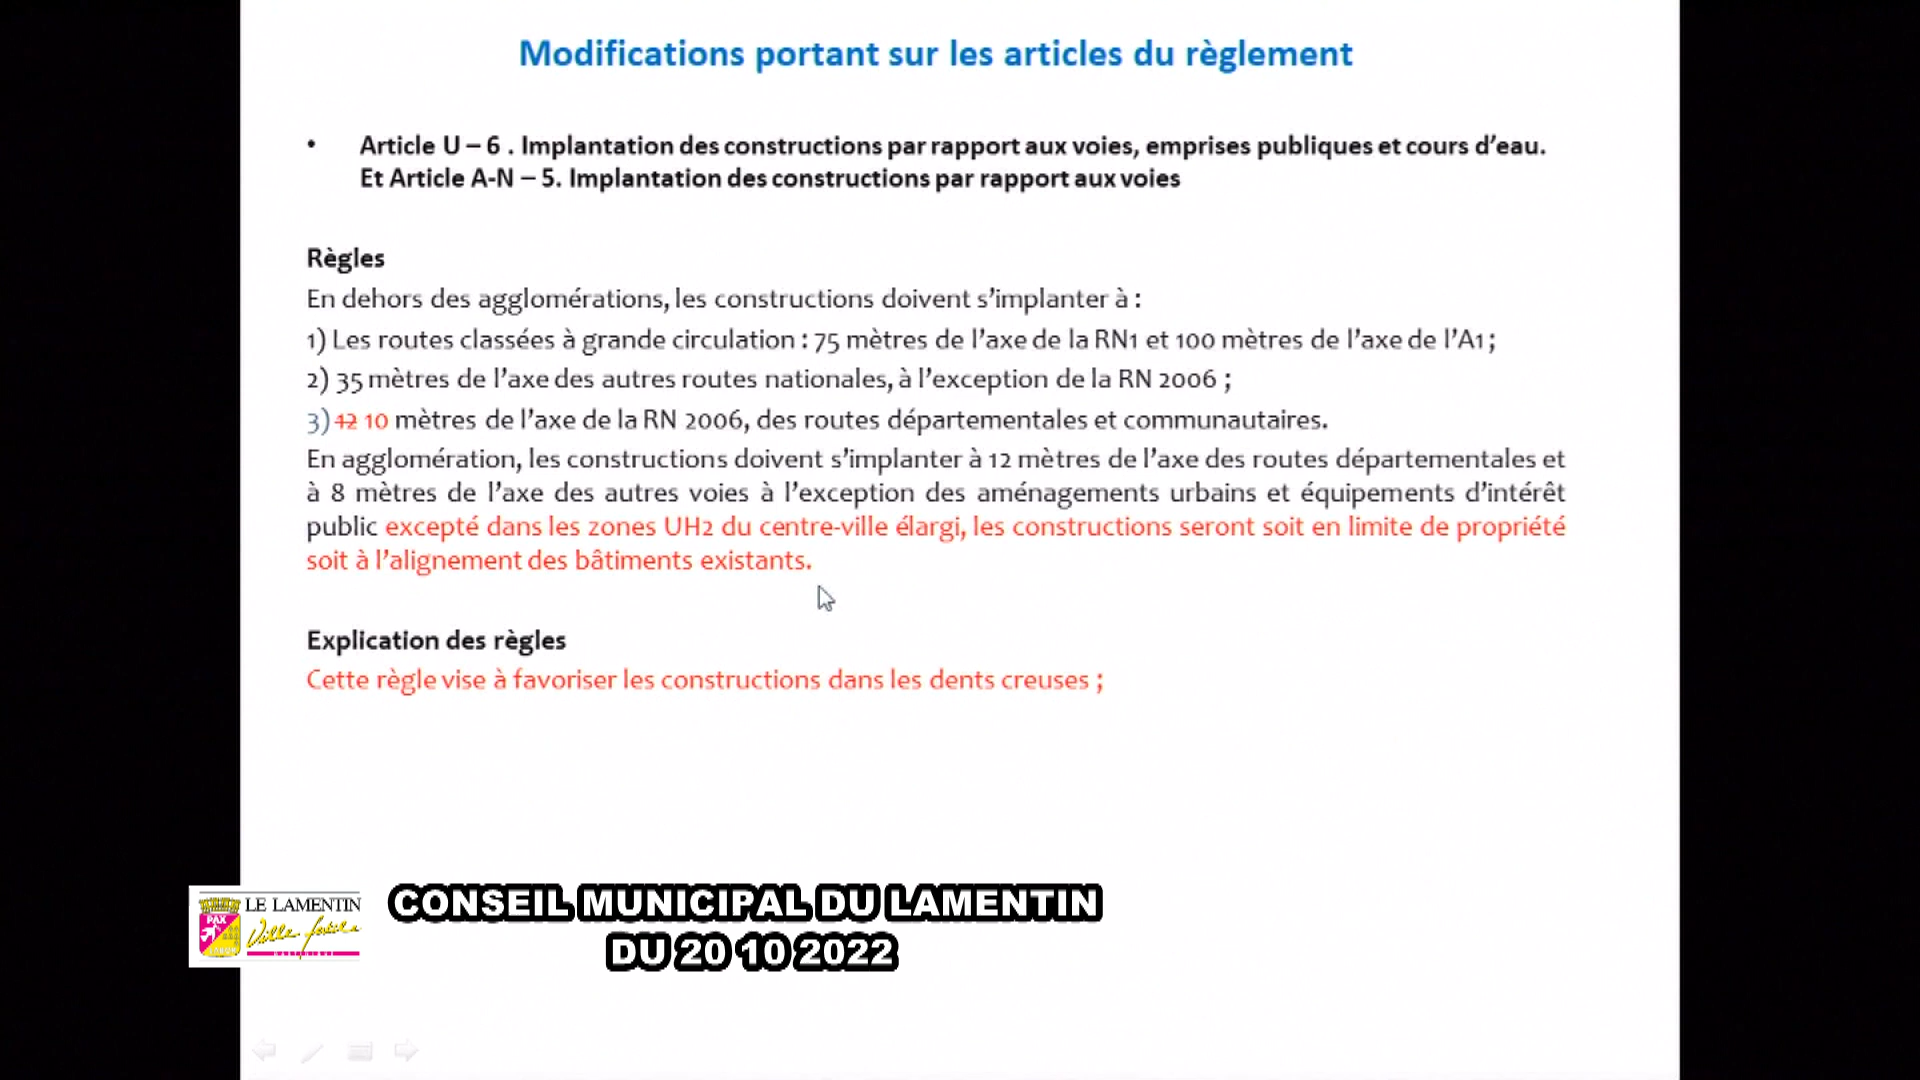 Modifications portant sur les articles du règlement
• Article U – 6 . Implantation des constructions par rapport aux voies, emprises publiques et cours d’eau.
Et Article A-N – 5. Implantation des constructions par rapport aux voies
Règles
En dehors des agglomérations, les constructions doivent s’implanter à :
1) Les routes classées à grande circulation : 75 mètres de l’axe de la RN1 et 100 mètres de l’axe de l’A1 ;
2) 35 mètres de l’axe des autres routes nationales, à l’exception de la RN 2006 ;
3) 12 10 mètres de l’axe de la RN 2006, des routes départementales et communautaires.
En agglomération, les constructions doivent s’implanter à 12 mètres de l’axe des routes départementales et
à 8 mètres de l’axe des autres voies à l’exception des aménagements urbains et équipements d’intérêt
public excepté dans les zones UH2 du centre-ville élargi, les constructions seront soit en limite de propriété
soit à l’alignement des bâtiments existants.
Explication des règles
Cette règle vise à favoriser les constructions dans les dents creuses ;
PAX
LE LAMENTIN
CONSEIL MUNICIPAL DU LAMENTIN
DU 20 10 2022